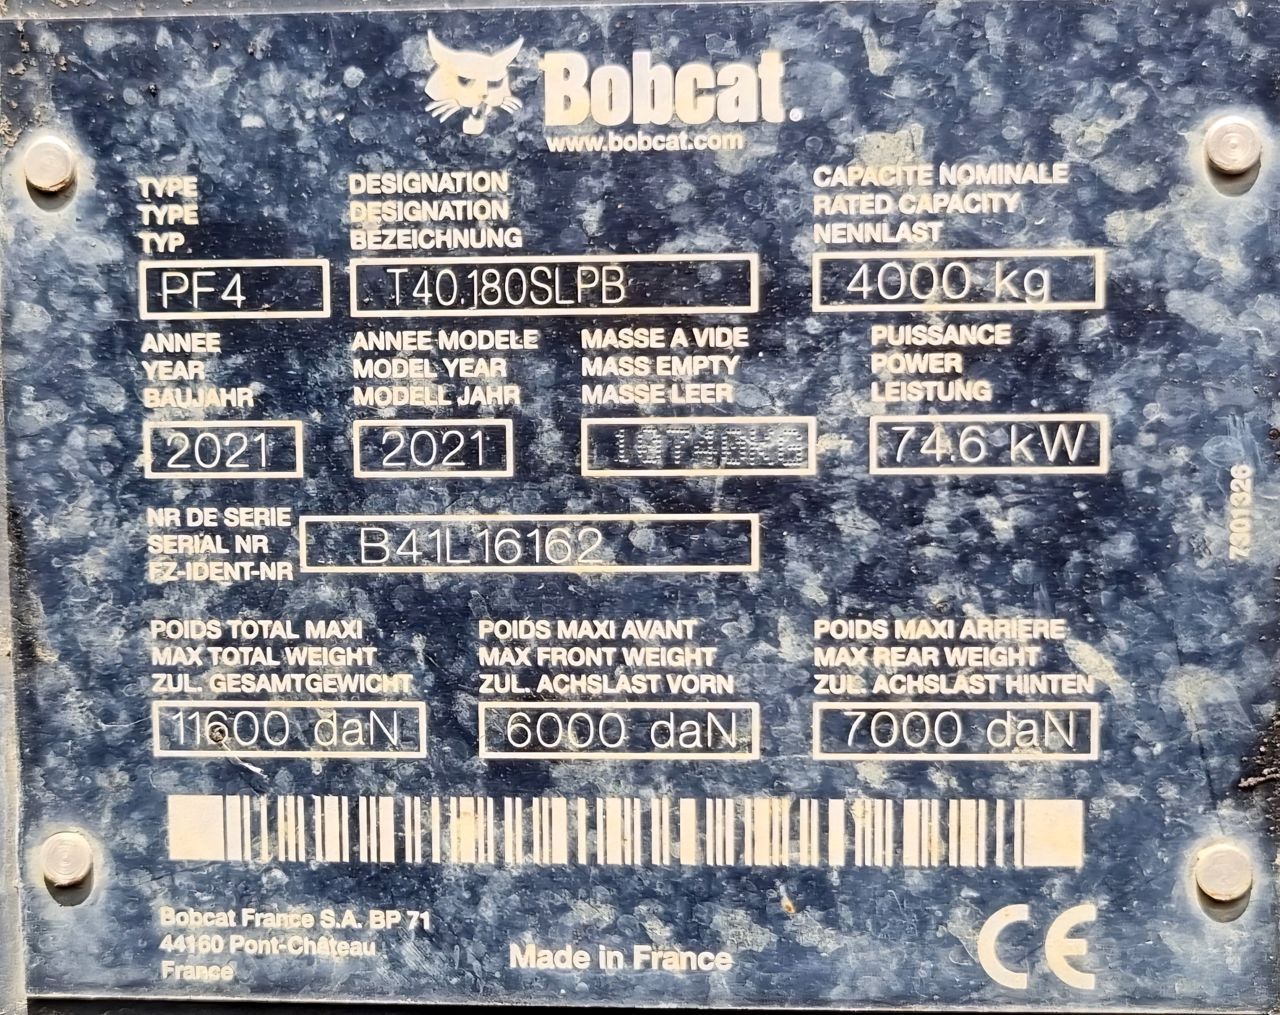 Bobcat®
www.bobcat.com
TYPE
TYPE
TYP
PF4
DESIGNATION
DESIGNATION
BEZEICHNUNG
T40.180SLPB
CAPACITE NOMINALE
RATED CAPACITY
NENNLAST
4000 kg
ANNEE
YEAR
BAUJAHR
2021
ANNEE MODELE
MODEL YEAR
MODELL JAHR
2021
MASSE A VIDE
MASS EMPTY
MASSE LEER
PUISSANCE
POWER
LEISTUNG
74.6 kW
NR DE SERIE
SERIAL NR
FZ-IDENT-NR
B41L16162
7301326
POIDS TOTAL MAXI
MAX TOTAL WEIGHT
ZUL. GESAMTGEWICHT
11600 daN
POIDS MAXI AVANT
MAX FRONT WEIGHT
ZUL. ACHSLAST VORN
6000 daN
POIDS MAXI ARRIERE
MAX REAR WEIGHT
ZUL. ACHSLAST HINTEN
7000 daN
Bobcat France S.A. BP 71
44160 Pont-Château
France
Made in France
CE